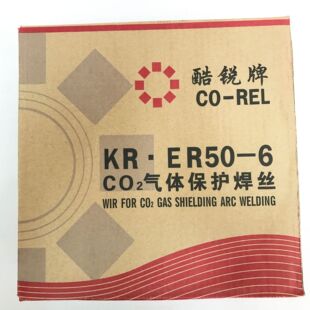 酷锐牌
CO-REL
KR·ER50-6
CO₂气体保护焊丝
WIR FOR CO₂ GAS SHIELDING ARC WELDING